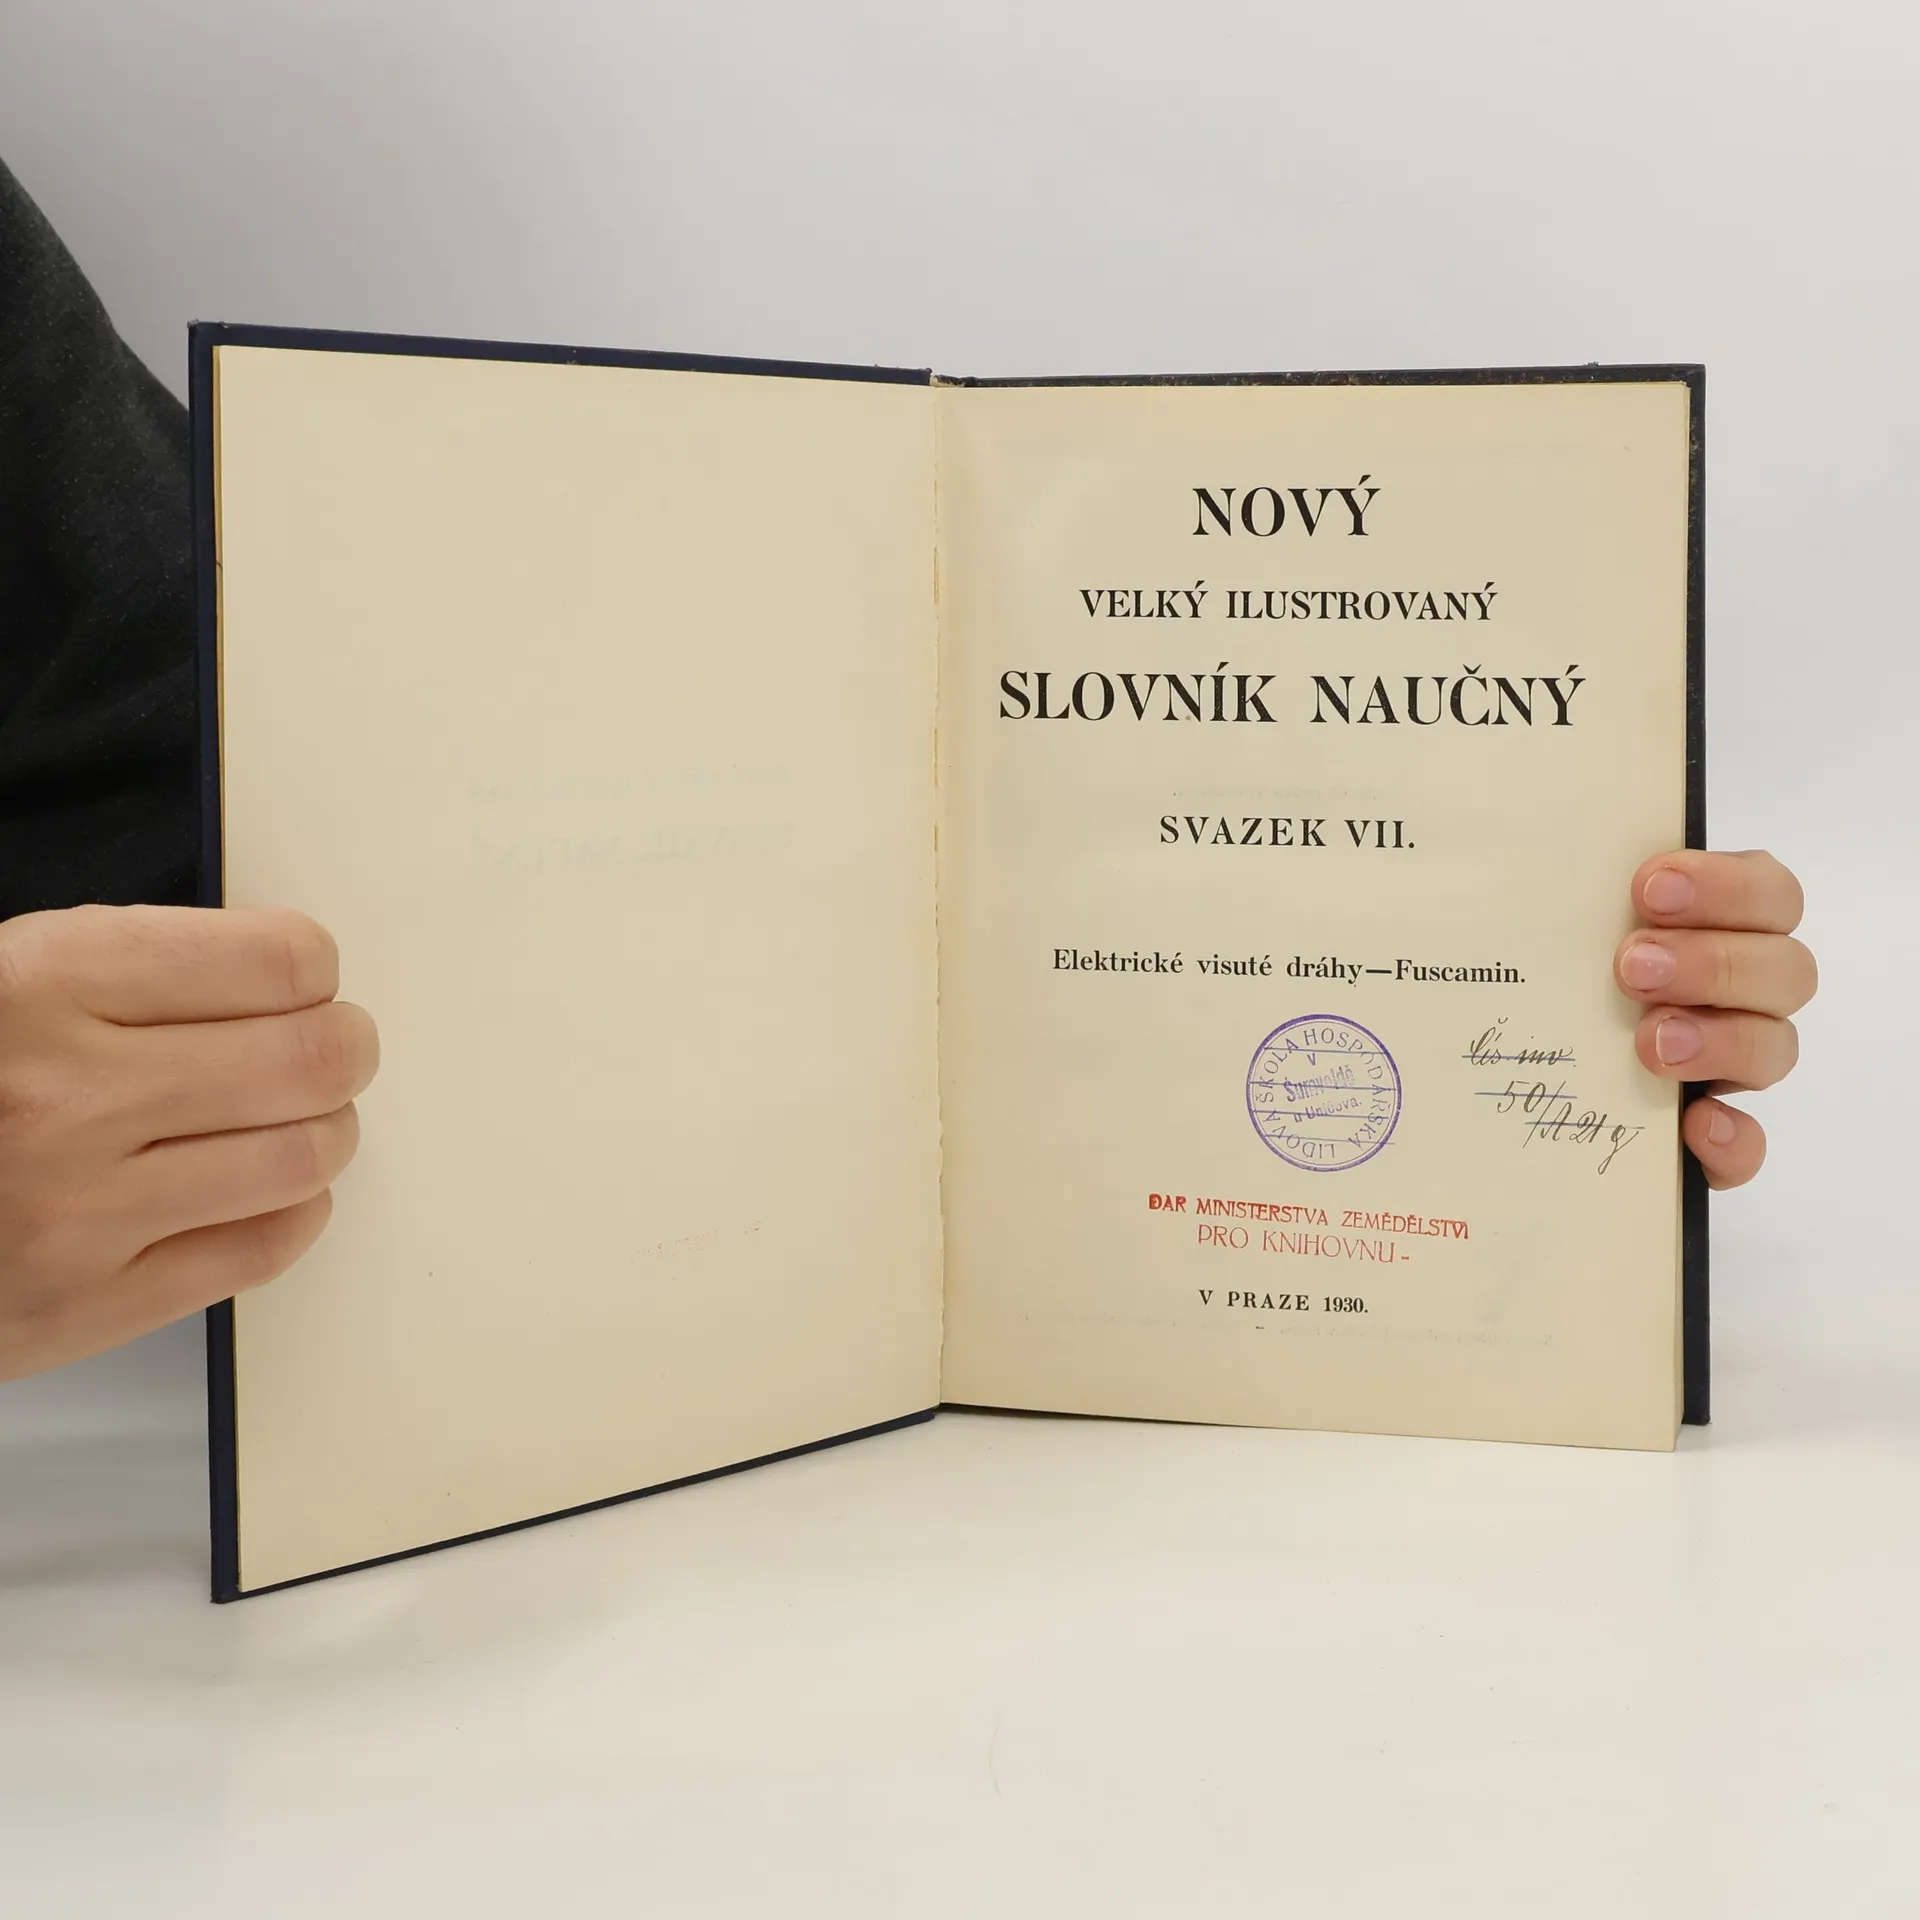 NOVÝ
VELKÝ ILUSTROVANÝ
SLOVNÍK NAUČNÝ
SVAZEK VII.
Elektrické visuté dráhy—Fuscamin.
LIDOVÁ ŠKOLA HOSPODÁŘSKA
v
u Uničova.
Čís inv.
50/
DAR MINISTERSTVA ZEMĚDĚLSTVÍ
PRO KNIHOVNU -
V PRAZE 1930.